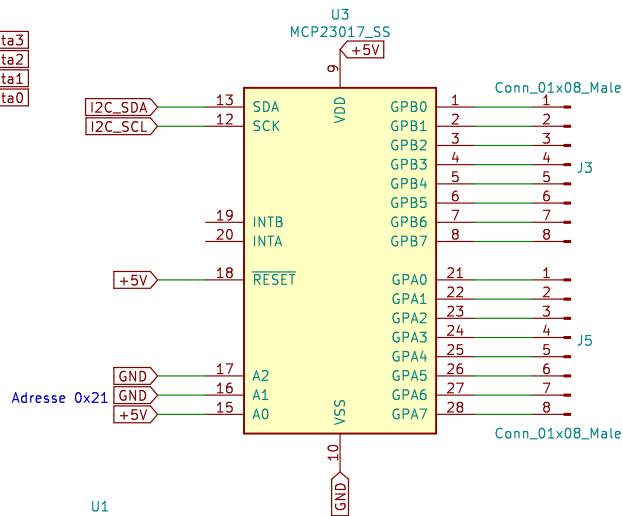 U3
MCP23017_SS
+5V
9
VDD
ta3
ta2
ta1
ta0
I2C_SDA 13 SDA
I2C_SCL 12 SCK
19 INTB
20 INTA
+5V 18 RESET
GND 17 A2
Adresse 0x21 GND 16 A1
+5V 15 A0
VSS
10
GND
Conn_01x08_Male
GPB0 1 1
GPB1 2 2
GPB2 3 3
GPB3 4 4
J3
GPB4 5 5
GPB5 6 6
GPB6 7 7
GPB7 8 8
GPA0 21 1
GPA1 22 2
GPA2 23 3
GPA3 24 4
J5
GPA4 25 5
GPA5 26 6
GPA6 27 7
GPA7 28 8
Conn_01x08_Male
U1